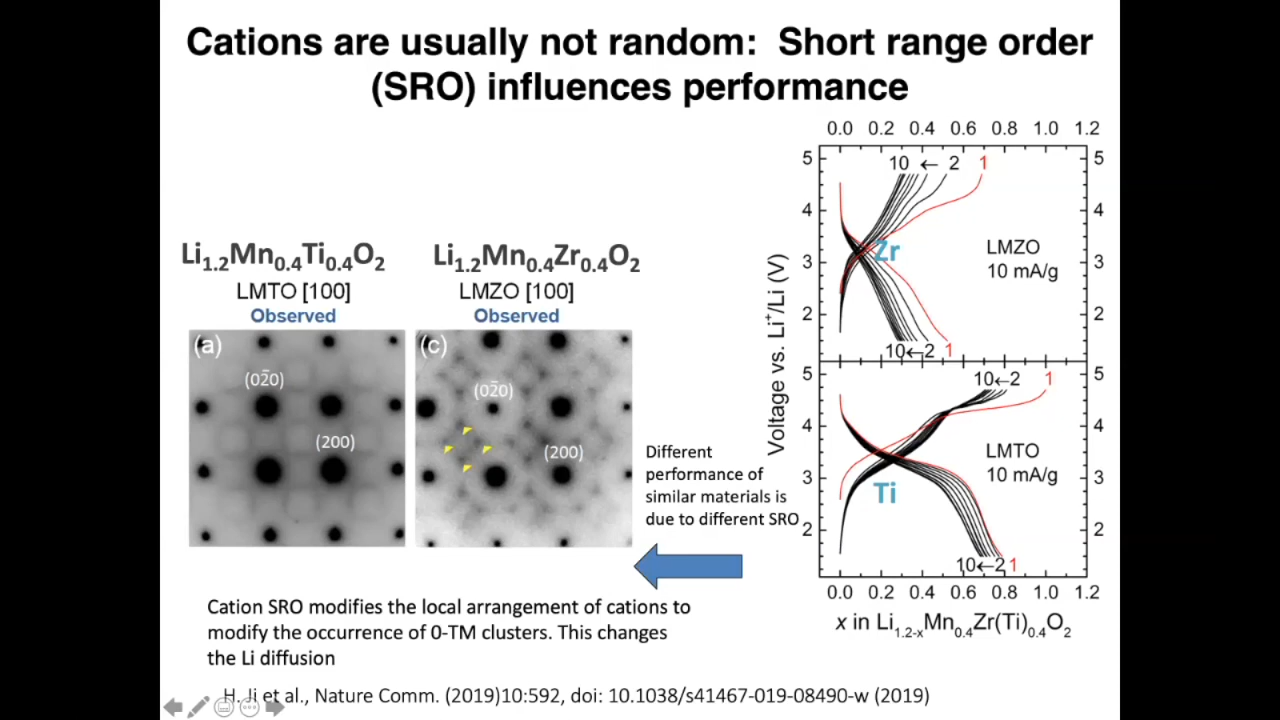 Cations are usually not random: Short range order
(SRO) influences performance
Li1.2Mn0.4Ti0.4O2
LMTO [100]
Observed
(a)
(02̄0)
(200)
Li1.2Mn0.4Zr0.4O2
LMZO [100]
Observed
(c)
(02̄0)
(200)
Different
performance of
similar materials is
due to different SRO
Cation SRO modifies the local arrangement of cations to
modify the occurrence of 0-TM clusters. This changes
the Li diffusion
0.0 0.2 0.4 0.6 0.8 1.0 1.2
5 5
4 4
3 3
2 2
10 ← 2 1
Zr
LMZO
10 mA/g
10←2 1
Voltage vs. Li+/Li (V)
5 5
4 4
3 3
2 2
10←2 1
LMTO
10 mA/g
Ti
10←2 1
0.0 0.2 0.4 0.6 0.8 1.0 1.2
x in Li1.2-xMn0.4Zr(Ti)0.4O2
H. Ji et al., Nature Comm. (2019)10:592, doi: 10.1038/s41467-019-08490-w (2019)